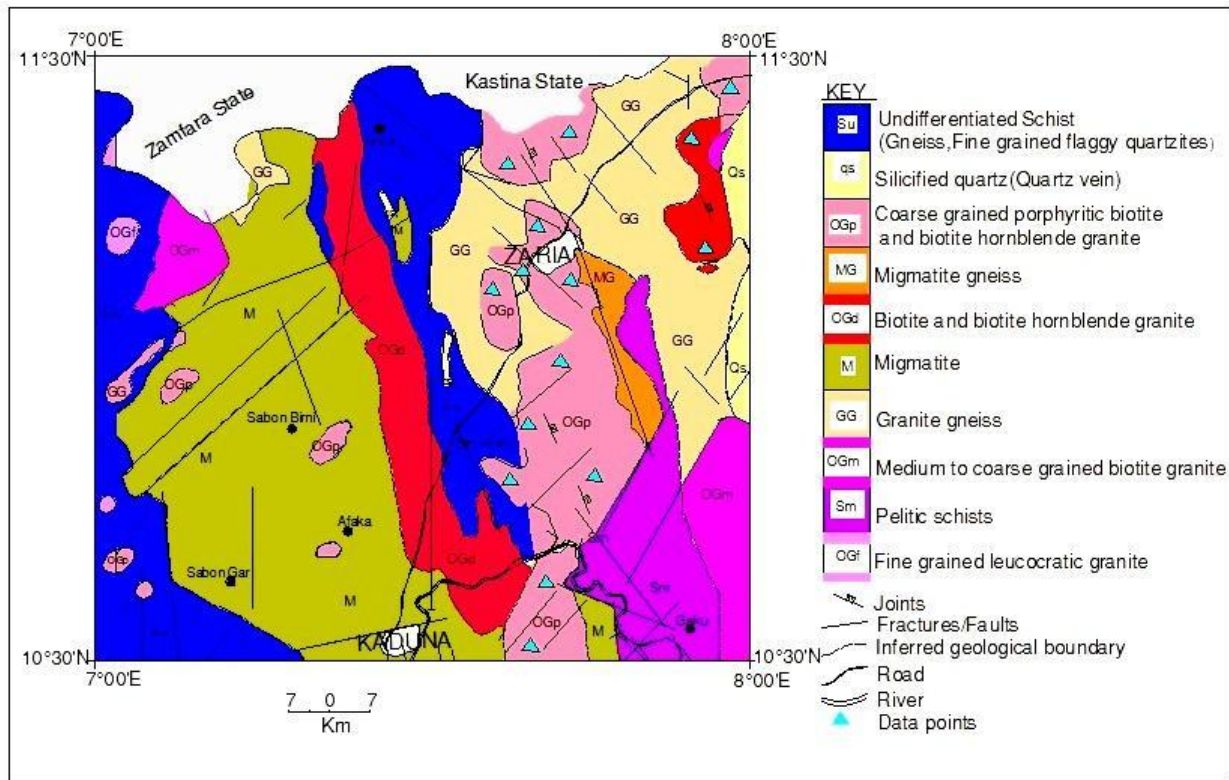 7°00'E
8°00'E
11°30'N
11°30'N
Zamfara State
Kastina State
GG
GG
GG
OGf
OGm
M
GG
GG
ZARIA
MG
OGp
GG
Qs
Qs
M
OGd
GG
OGp
Sabon Birni
OGp
M
OGp
OGm
Afaka
OGp
Sabon Gar
OGd
M
OGp
M
Sm
KADUNA
10°30'N
10°30'N
7°00'E
8°00'E
7 0 7
Km
KEY
Su Undifferentiated Schist
(Gneiss,Fine grained flaggy quartzites)
qs Silicified quartz(Quartz vein)
OGp Coarse grained porphyritic biotite
and biotite hornblende granite
MG Migmatite gneiss
OGd Biotite and biotite hornblende granite
M Migmatite
GG Granite gneiss
OGm Medium to coarse grained biotite granite
Sm Pelitic schists
OGf Fine grained leucocratic granite
Joints
Fractures/Faults
Inferred geological boundary
Road
River
Data points